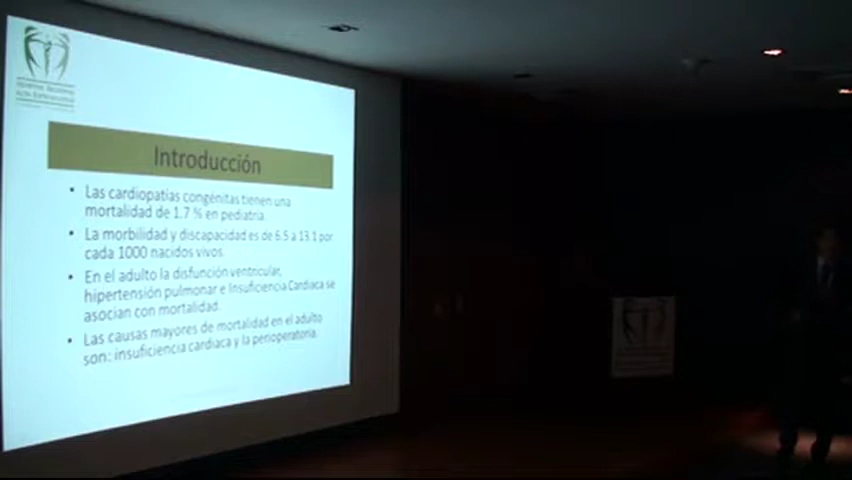 Introducción
• Las cardiopatías congénitas tienen una
mortalidad de 1.7 % en pediatría.
• La morbilidad y discapacidad es de 6.5 a 13.1 por
cada 1000 nacidos vivos.
• En el adulto la disfunción ventricular,
hipertensión pulmonar e Insuficiencia Cardiaca se
asocian con mortalidad.
• Las causas mayores de mortalidad en el adulto
son: insuficiencia cardiaca y la perioperatoria.